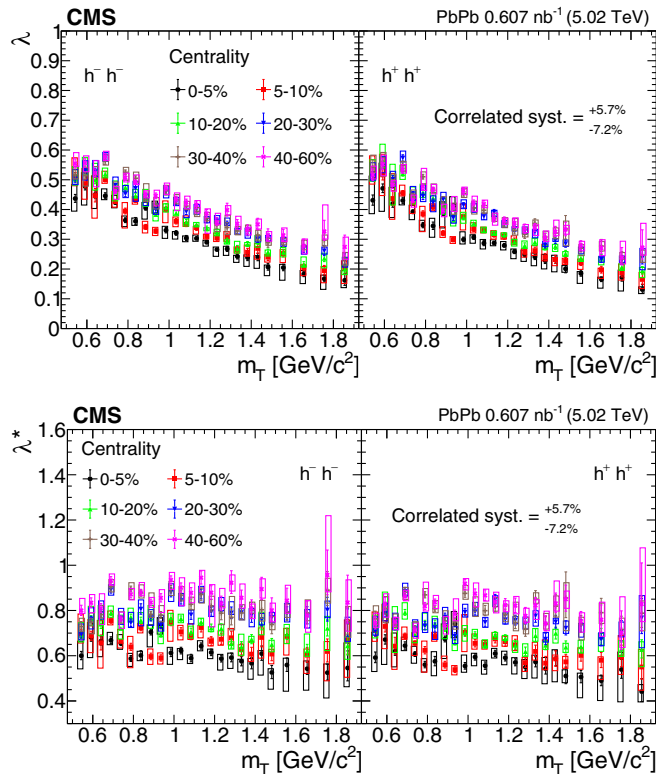 CMS PbPb 0.607 nb⁻¹ (5.02 TeV)
λ
1
0.9
0.8
0.7
0.6
0.5
0.4
0.3
0.2
0.1
0
h⁻ h⁻
Centrality
0-5% 5-10%
10-20% 20-30%
30-40% 40-60%
h⁺ h⁺
Correlated syst. = +5.7% -7.2%
0.6 0.8 1 1.2 1.4 1.6 1.8 0.6 0.8 1 1.2 1.4 1.6 1.8
m_T [GeV/c²] m_T [GeV/c²]
CMS PbPb 0.607 nb⁻¹ (5.02 TeV)
λ*
1.6
1.4
1.2
1
0.8
0.6
0.4
Centrality
0-5% 5-10%
10-20% 20-30%
30-40% 40-60%
h⁻ h⁻
h⁺ h⁺
Correlated syst. = +5.7% -7.2%
0.6 0.8 1 1.2 1.4 1.6 1.8 0.6 0.8 1 1.2 1.4 1.6 1.8
m_T [GeV/c²] m_T [GeV/c²]